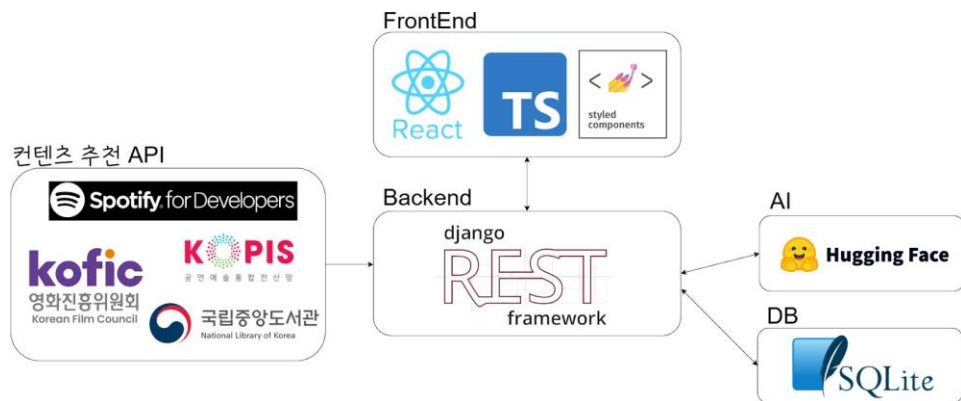 FrontEnd
React
TS
< >
styled
components
컨텐츠 추천 API
Spotify for Developers
kofic
영화진흥위원회
Korean Film Council
KOPIS
공연예술통합전산망
국립중앙도서관
National Library of Korea
Backend
django
REST
framework
AI
Hugging Face
DB
SQLite